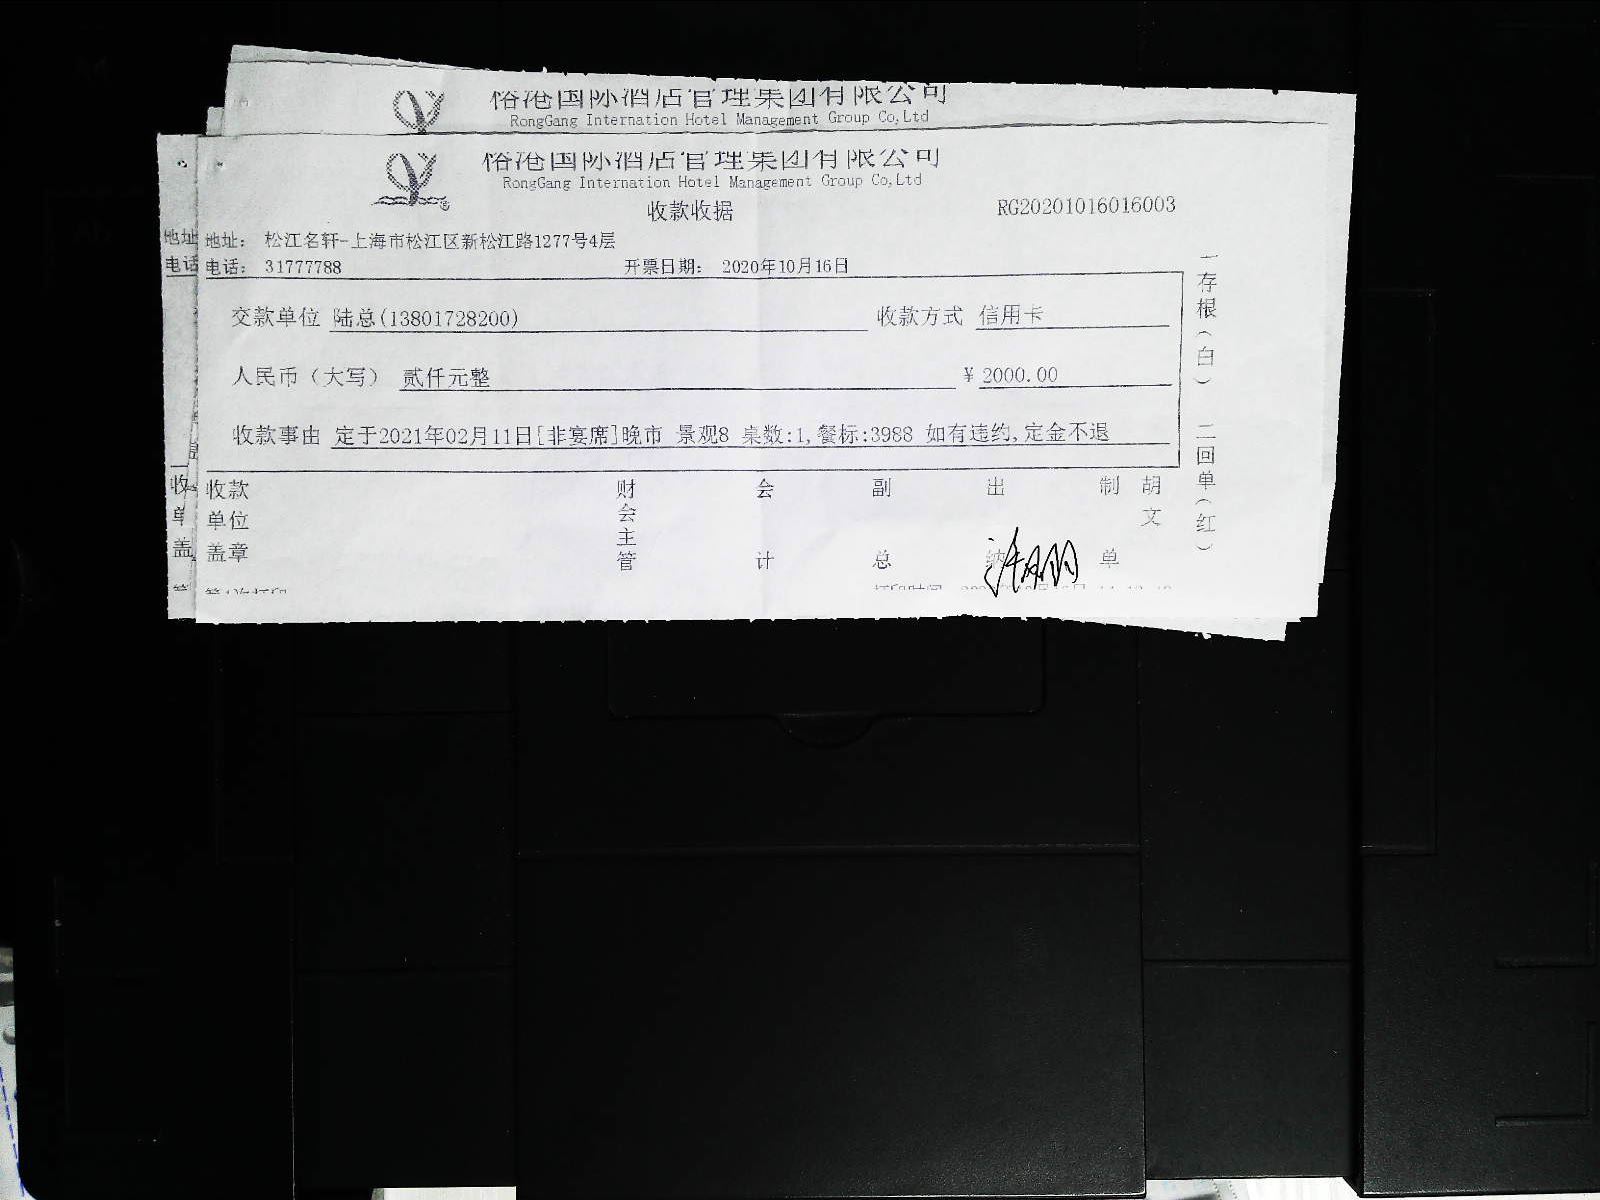 国际酒店管理集团有限公司
RongGang Internation Hotel Management Group Co,Ltd
国际酒店管理集团有限公司
RongGang Internation Hotel Management Group Co,Ltd
收款收据
RG20201016016003
地址
地址： 松江名轩-上海市松江区新松江路1277号4层
电话
电话： 31777788
开票日期： 2020年10月16日
交款单位 陆总(13801728200) 收款方式 信用卡
人民币（大写） 贰仟元整 ¥ 2000.00
收款事由 定于2021年02月11日[非宴席]晚市 景观8 桌数:1,餐标:3988 如有违约,定金不退
一存根（白） 二回单（红）
收
单
盖
收款单位盖章
财会主管
会计
副总
出纳
制单
胡文